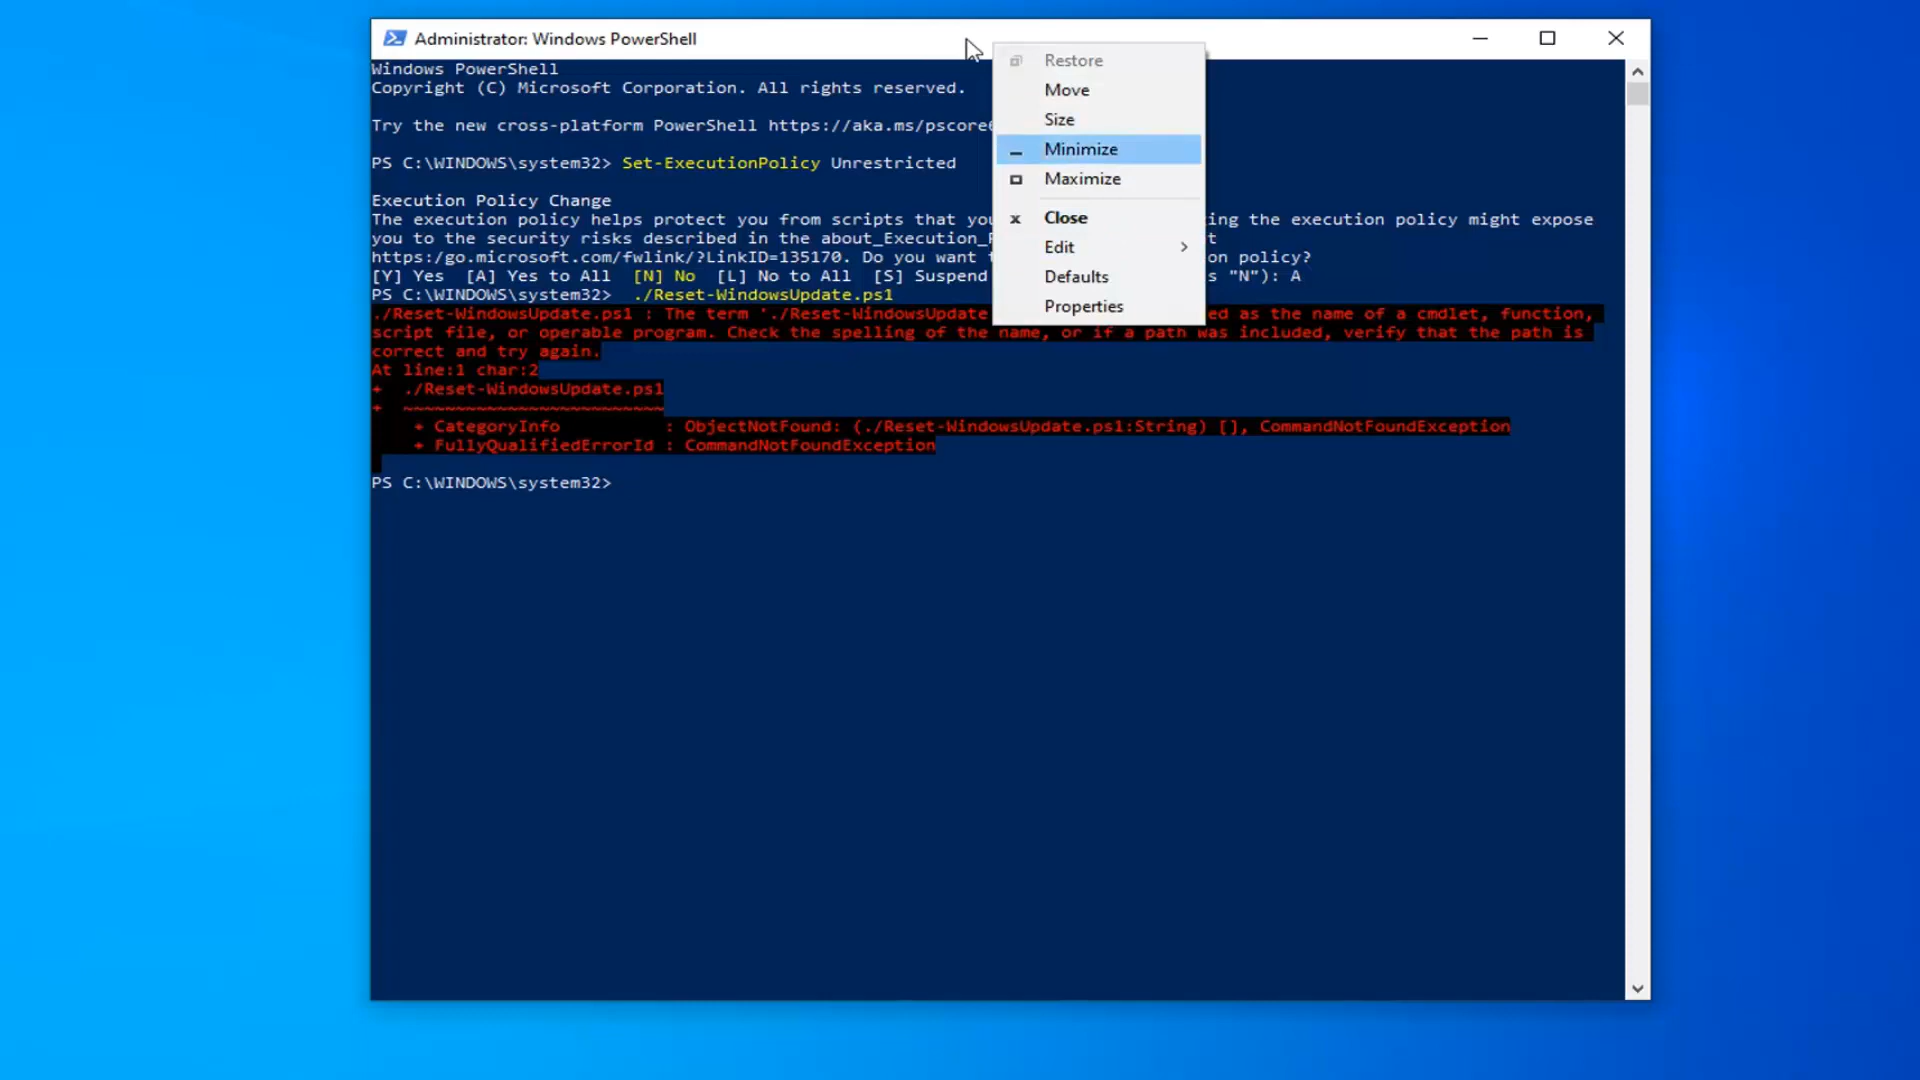 Administrator: Windows PowerShell
Windows PowerShell
Copyright (C) Microsoft Corporation. All rights reserved.
Try the new cross-platform PowerShell https://aka.ms/pscore
PS C:\WINDOWS\system32> Set-ExecutionPolicy Unrestricted
Execution Policy Change
The execution policy helps protect you from scripts that you ing the execution policy might expose
you to the security risks described in the about_Execution_ t
https:/go.microsoft.com/fwlink/?LinkID=135170. Do you want on policy?
[Y] Yes [A] Yes to All [N] No [L] No to All [S] Suspend s "N"): A
PS C:\WINDOWS\system32> ./Reset-WindowsUpdate.ps1
./Reset-WindowsUpdate.ps1 : The term './Reset-WindowsUpdate ed as the name of a cmdlet, function,
script file, or operable program. Check the spelling of the name, or if a path was included, verify that the path is
correct and try again.
At line:1 char:2
+ ./Reset-WindowsUpdate.ps1
+ ~~~~~~~~~~~~~~~~~~~~~~~~~
+ CategoryInfo : ObjectNotFound: (./Reset-WindowsUpdate.ps1:String) [], CommandNotFoundException
+ FullyQualifiedErrorId : CommandNotFoundException
PS C:\WINDOWS\system32>
Restore
Move
Size
Minimize
Maximize
Close
Edit
Defaults
Properties